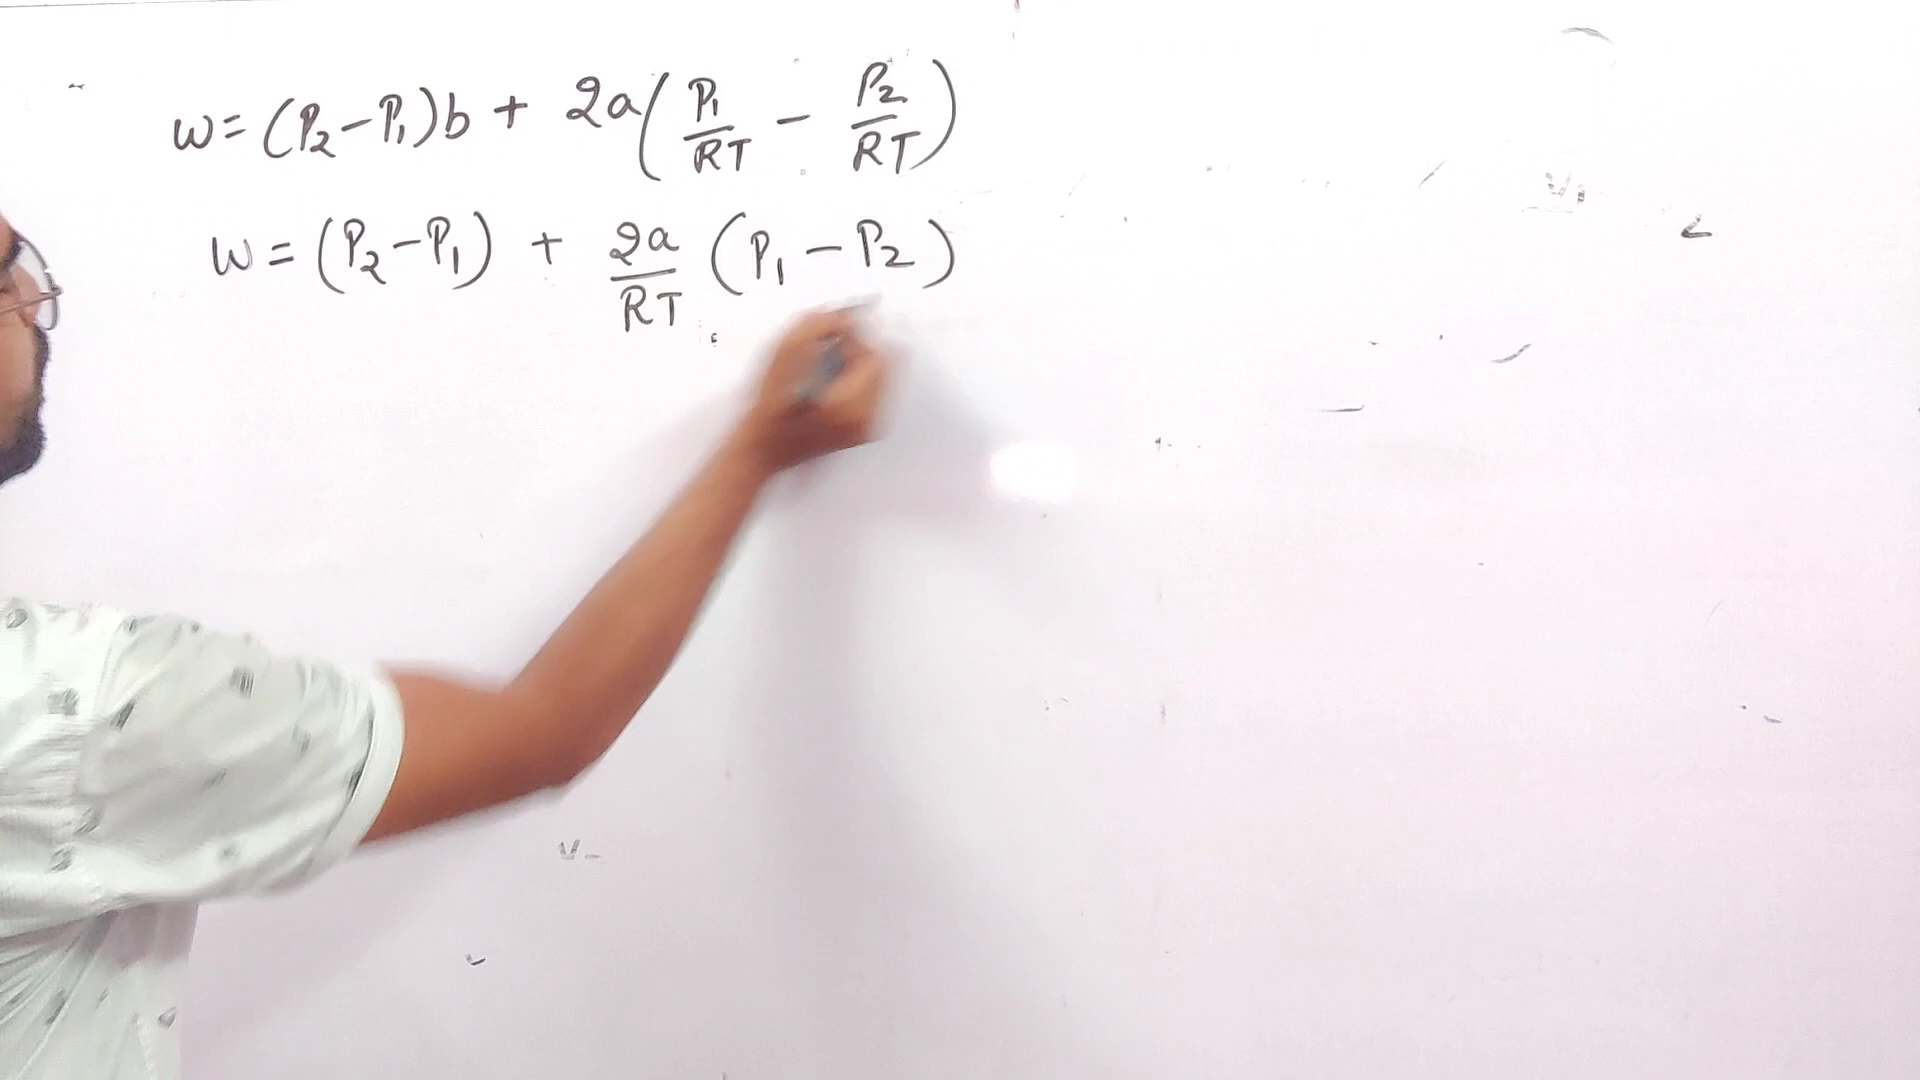 w = (P₂ - P₁)b + 2a(P₁/RT - P₂/RT)
w = (P₂ - P₁) + 2a/RT (P₁ - P₂)